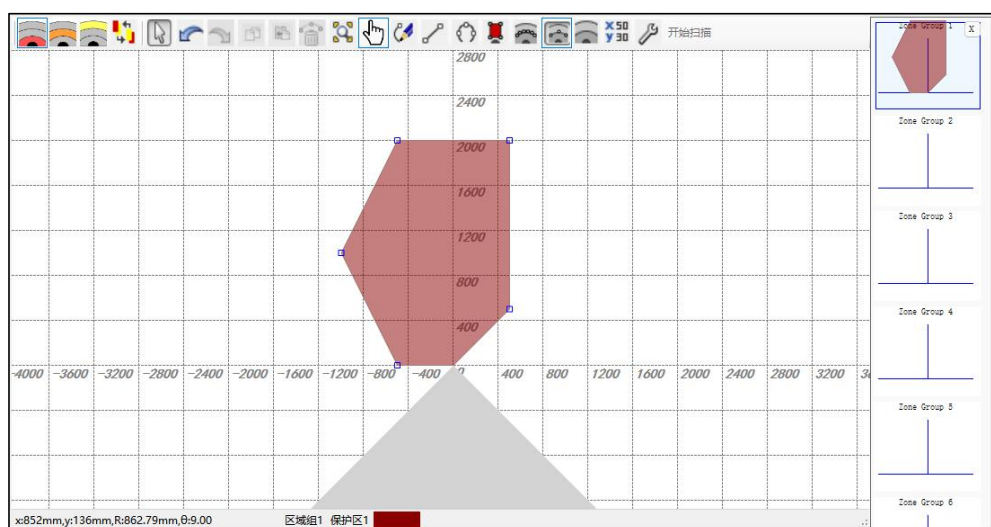 X 50
y 30
开始扫描
Zone Group 1
X
2800
2400
2000
1600
1200
800
400
-4000 -3600 -3200 -2800 -2400 -2000 -1600 -1200 -800 -400 0 400 800 1200 1600 2000 2400 2800 3200
Zone Group 2
Zone Group 3
Zone Group 4
Zone Group 5
Zone Group 6
x:852mm,y:136mm,R:862.79mm,θ:9.00 区域组1 保护区1